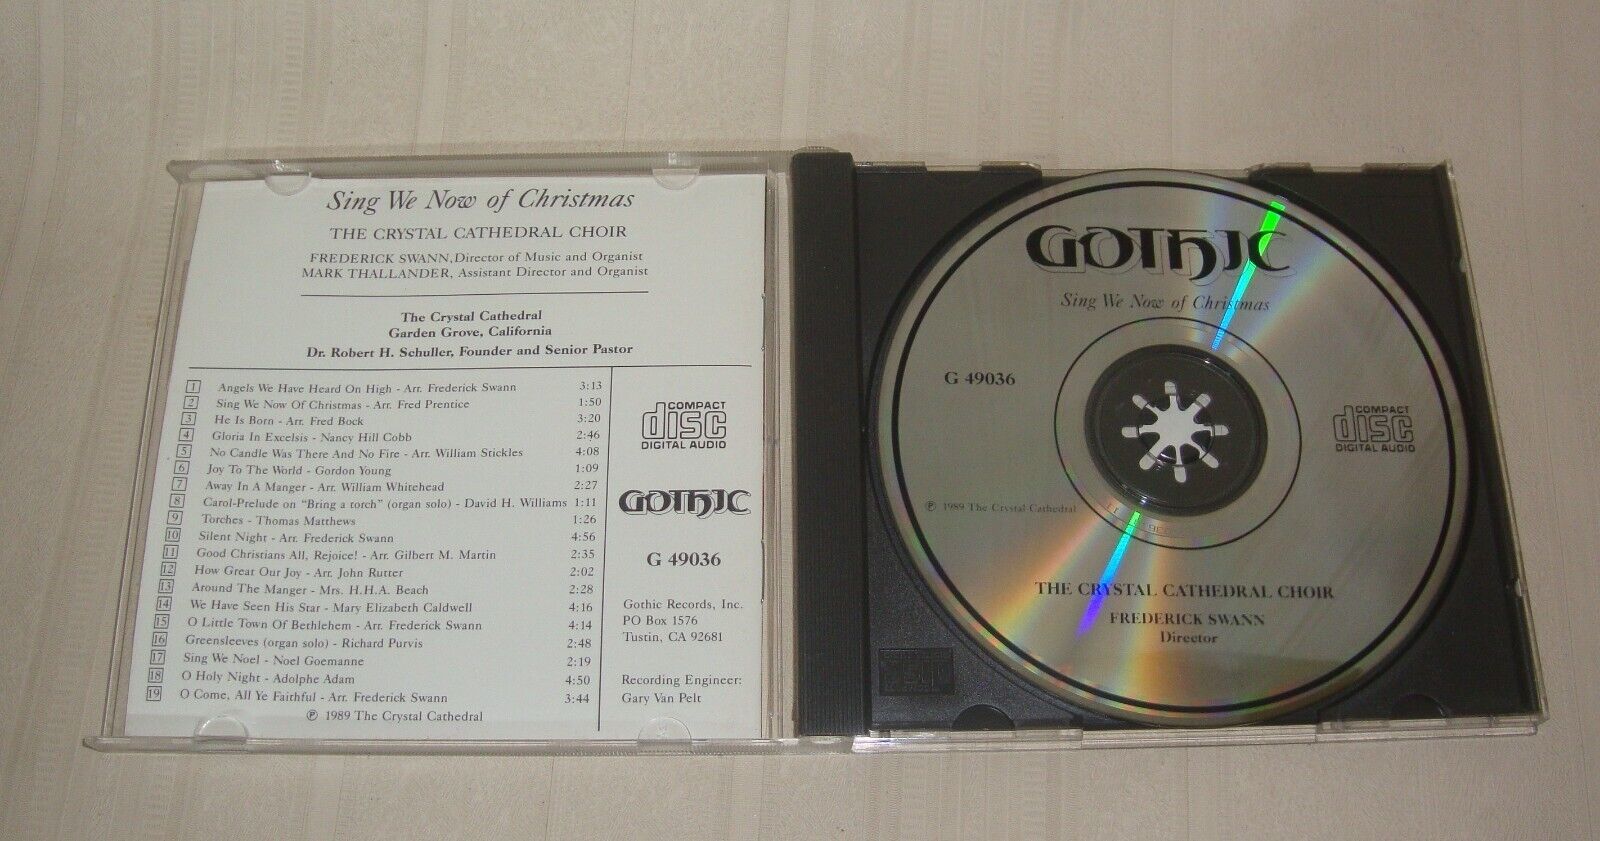 Sing We Now of Christmas
THE CRYSTAL CATHEDRAL CHOIR
FREDERICK SWANN, Director of Music and Organist
MARK THALLANDER, Assistant Director and Organist
The Crystal Cathedral
Garden Grove, California
Dr. Robert H. Schuller, Founder and Senior Pastor
1 Angels We Have Heard On High - Arr. Frederick Swann 3:13
2 Sing We Now Of Christmas - Arr. Fred Prentice 1:50
3 He Is Born - Arr. Fred Bock 3:20
4 Gloria In Excelsis - Nancy Hill Cobb 2:46
5 No Candle Was There And No Fire - Arr. William Stickles 4:08
6 Joy To The World - Gordon Young 1:09
7 Away In A Manger - Arr. William Whitehead 2:27
8 Carol-Prelude on "Bring a torch" (organ solo) - David H. Williams 1:11
9 Torches - Thomas Matthews 1:26
10 Silent Night - Arr. Frederick Swann 4:56
11 Good Christians All, Rejoice! - Arr. Gilbert M. Martin 2:35
12 How Great Our Joy - Arr. John Rutter 2:02
13 Around The Manger - Mrs. H.H.A. Beach 2:28
14 We Have Seen His Star - Mary Elizabeth Caldwell 4:16
15 O Little Town Of Bethlehem - Arr. Frederick Swann 4:14
16 Greensleeves (organ solo) - Richard Purvis 2:48
17 Sing We Noel - Noel Goemanne 2:19
18 O Holy Night - Adolphe Adam 4:50
19 O Come, All Ye Faithful - Arr. Frederick Swann 3:44
℗ 1989 The Crystal Cathedral
COMPACT
disc
DIGITAL AUDIO
GOTHIC
G 49036
Gothic Records, Inc.
PO Box 1576
Tustin, CA 92681
Recording Engineer:
Gary Van Pelt
GOTHIC
Sing We Now of Christmas
G 49036
COMPACT
disc
DIGITAL AUDIO
℗ 1989 The Crystal Cathedral
THE CRYSTAL CATHEDRAL CHOIR
FREDERICK SWANN
Director